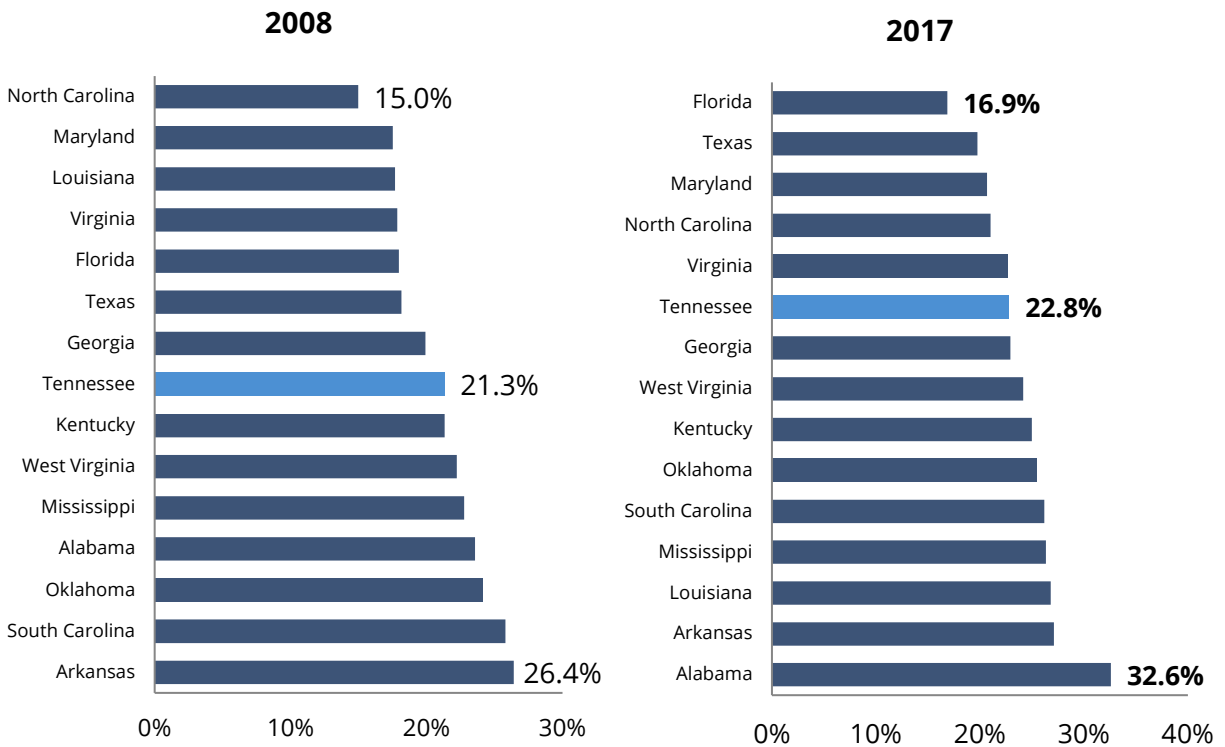 2008
North Carolina 15.0%
Maryland
Louisiana
Virginia
Florida
Texas
Georgia
Tennessee 21.3%
Kentucky
West Virginia
Mississippi
Alabama
Oklahoma
South Carolina
Arkansas 26.4%
0% 10% 20% 30%
2017
Florida 16.9%
Texas
Maryland
North Carolina
Virginia
Tennessee 22.8%
Georgia
West Virginia
Kentucky
Oklahoma
South Carolina
Mississippi
Louisiana
Arkansas
Alabama 32.6%
0% 10% 20% 30% 40%